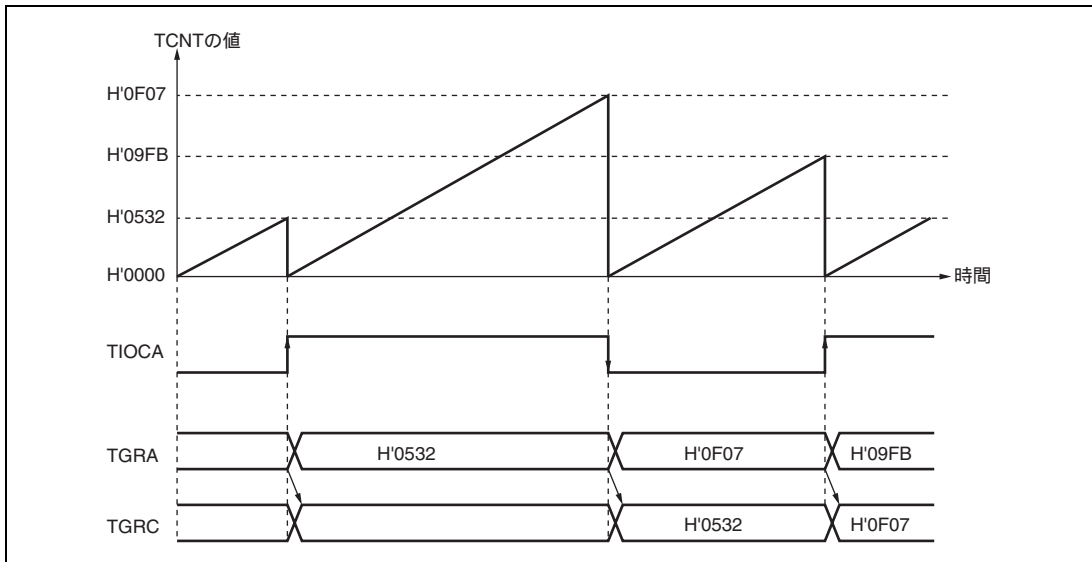 TCNTの値
H'0F07
H'09FB
H'0532
H'0000
時間
TIOCA
TGRA
H'0532
H'0F07
H'09FB
TGRC
H'0532
H'0F07